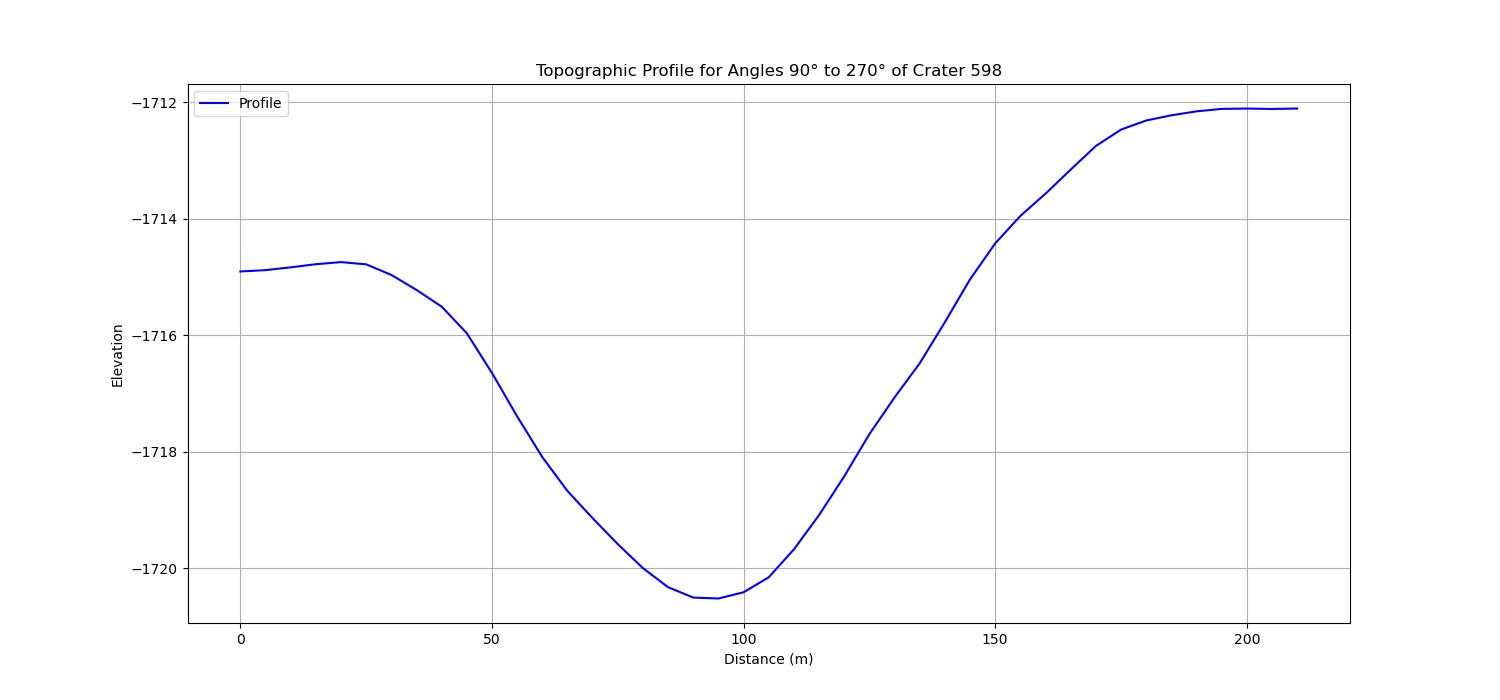 Topographic Profile for Angles 90° to 270° of Crater 598
Profile
−1712
−1714
−1716
−1718
−1720
Elevation
0 50 100 150 200
Distance (m)